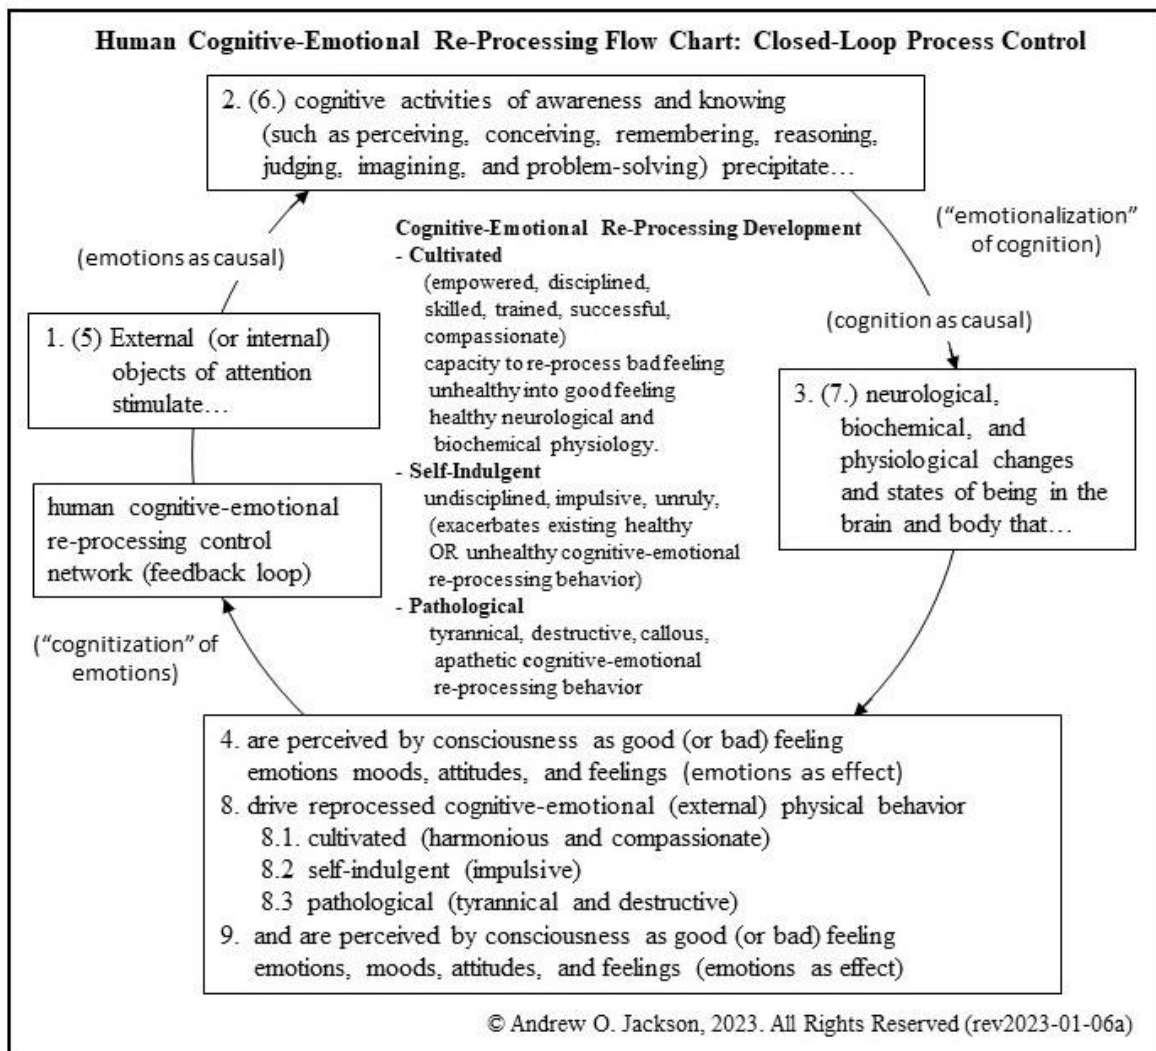 Human Cognitive-Emotional Re-Processing Flow Chart: Closed-Loop Process Control
2. (6.) cognitive activities of awareness and knowing
(such as perceiving, conceiving, remembering, reasoning,
judging, imagining, and problem-solving) precipitate…
("emotionalization"
of cognition)
(emotions as causal)
(cognition as causal)
1. (5) External (or internal)
objects of attention
stimulate…
Cognitive-Emotional Re-Processing Development
- Cultivated
(empowered, disciplined,
skilled, trained, successful,
compassionate)
capacity to re-process bad feeling
unhealthy into good feeling
healthy neurological and
biochemical physiology.
- Self-Indulgent
undisciplined, impulsive, unruly,
(exacerbates existing healthy
OR unhealthy cognitive-emotional
re-processing behavior)
- Pathological
tyrannical, destructive, callous,
apathetic cognitive-emotional
re-processing behavior
3. (7.) neurological,
biochemical, and
physiological changes
and states of being in the
brain and body that…
human cognitive-emotional
re-processing control
network (feedback loop)
("cognitization" of
emotions)
4. are perceived by consciousness as good (or bad) feeling
emotions moods, attitudes, and feelings (emotions as effect)
8. drive reprocessed cognitive-emotional (external) physical behavior
8.1. cultivated (harmonious and compassionate)
8.2 self-indulgent (impulsive)
8.3 pathological (tyrannical and destructive)
9. and are perceived by consciousness as good (or bad) feeling
emotions, moods, attitudes, and feelings (emotions as effect)
© Andrew O. Jackson, 2023. All Rights Reserved (rev2023-01-06a)